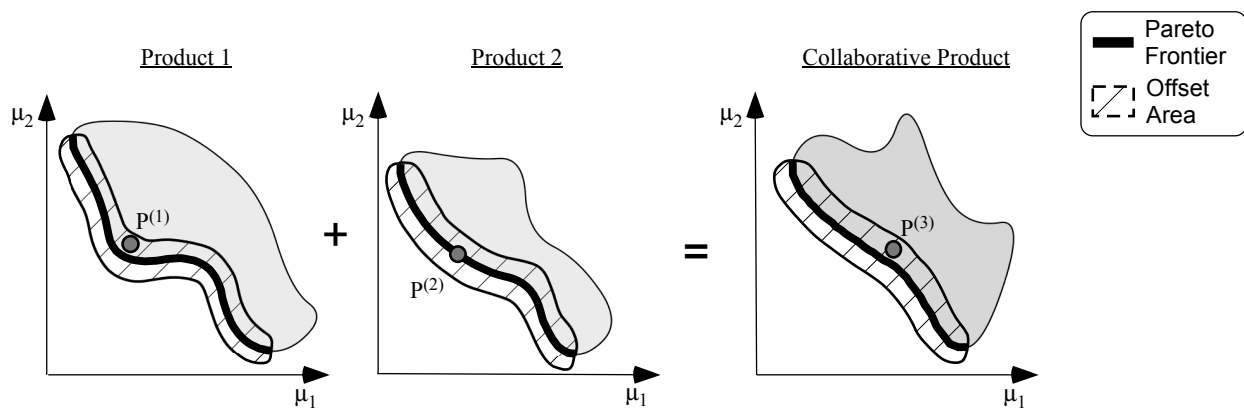 Product 1
Product 2
Collaborative Product
Pareto
Frontier
Offset
Area
μ2
μ2
μ2
P(1)
P(2)
P(3)
+
=
μ1
μ1
μ1